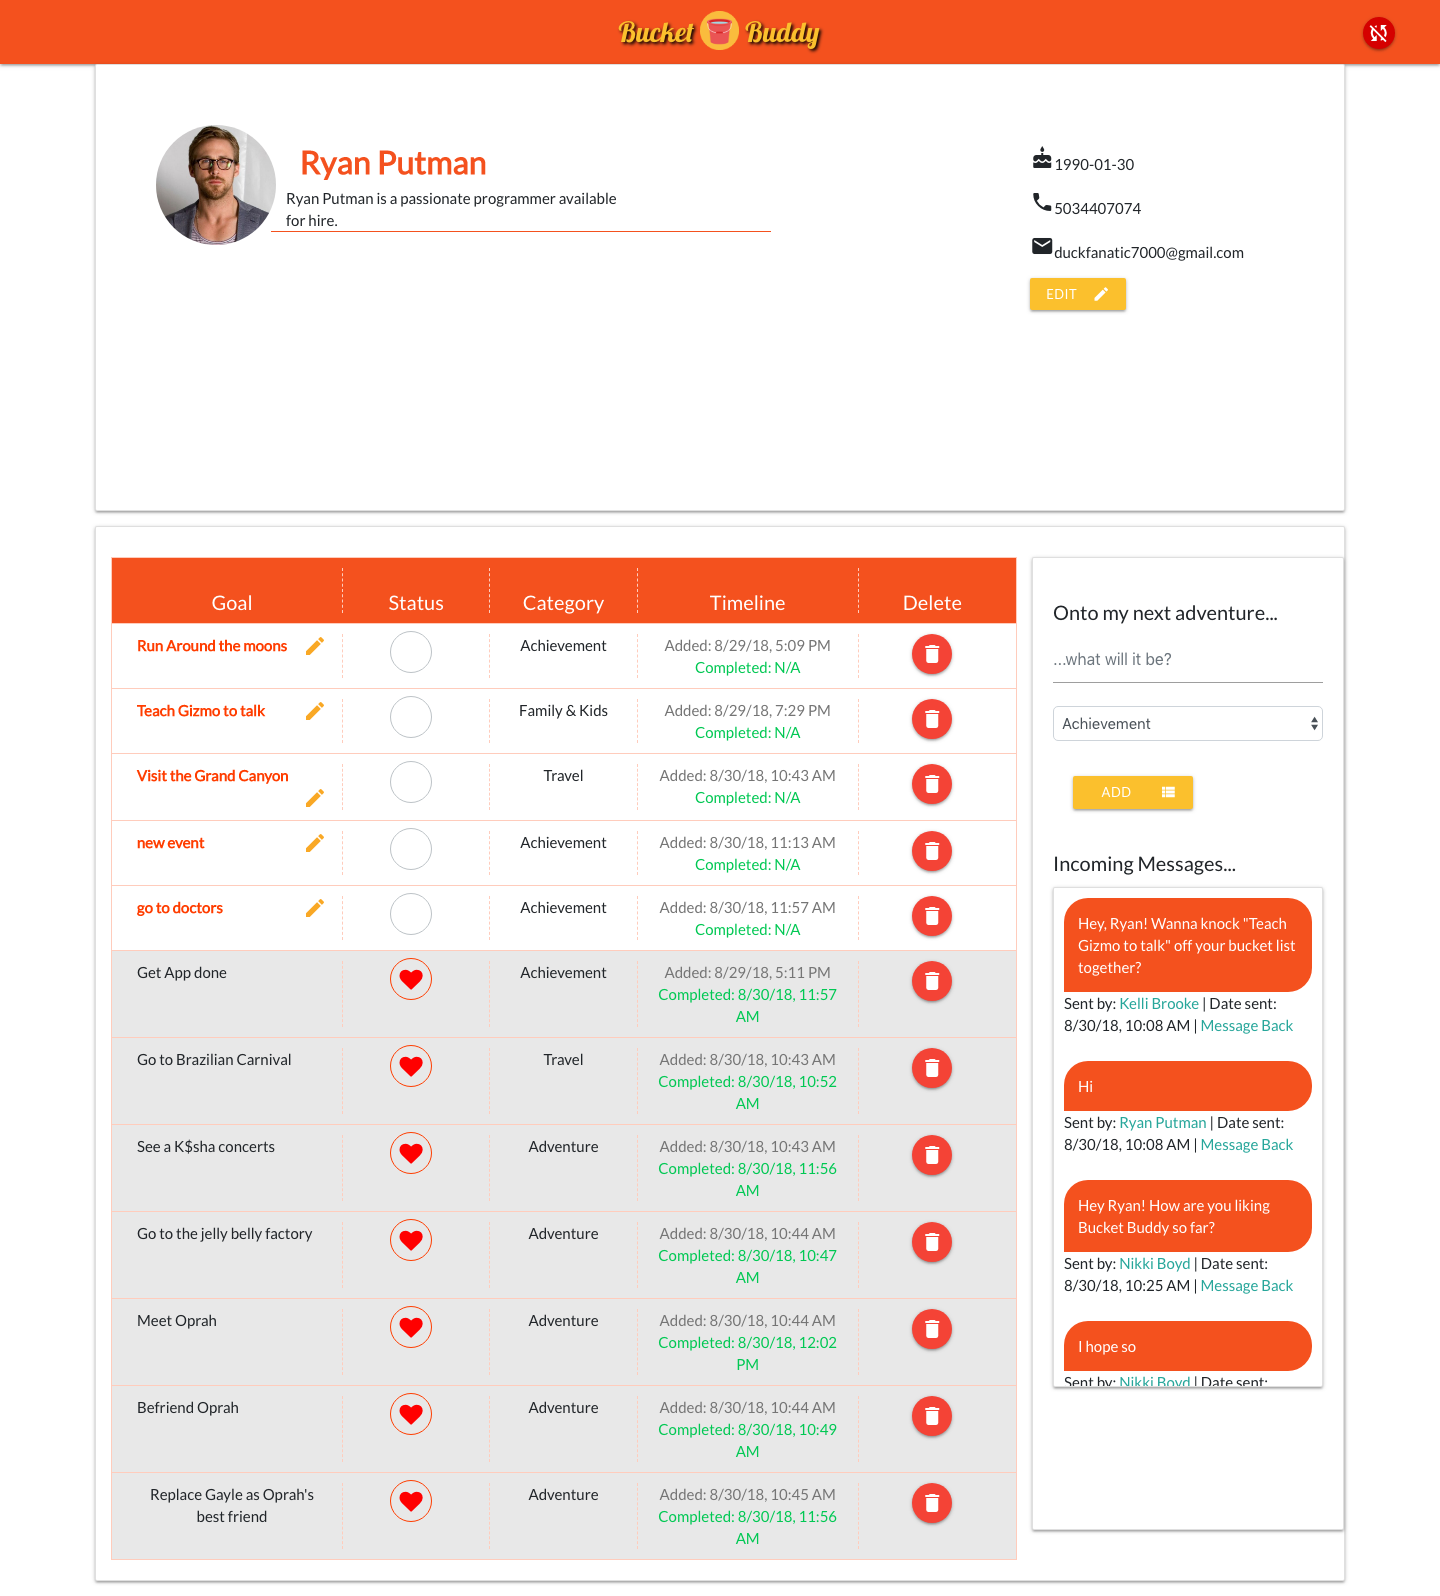 Bucket Buddy
Ryan Putman
Ryan Putman is a passionate programmer available
for hire.
1990-01-30
5034407074
duckfanatic7000@gmail.com
EDIT
Goal Status Category Timeline Delete
Run Around the moons Achievement Added: 8/29/18, 5:09 PM
Completed: N/A
Teach Gizmo to talk Family & Kids Added: 8/29/18, 7:29 PM
Completed: N/A
Visit the Grand Canyon Travel Added: 8/30/18, 10:43 AM
Completed: N/A
new event Achievement Added: 8/30/18, 11:13 AM
Completed: N/A
go to doctors Achievement Added: 8/30/18, 11:57 AM
Completed: N/A
Get App done Achievement Added: 8/29/18, 5:11 PM
Completed: 8/30/18, 11:57
AM
Go to Brazilian Carnival Travel Added: 8/30/18, 10:43 AM
Completed: 8/30/18, 10:52
AM
See a K$sha concerts Adventure Added: 8/30/18, 10:43 AM
Completed: 8/30/18, 11:56
AM
Go to the jelly belly factory Adventure Added: 8/30/18, 10:44 AM
Completed: 8/30/18, 10:47
AM
Meet Oprah Adventure Added: 8/30/18, 10:44 AM
Completed: 8/30/18, 12:02
PM
Befriend Oprah Adventure Added: 8/30/18, 10:44 AM
Completed: 8/30/18, 10:49
AM
Replace Gayle as Oprah's Adventure Added: 8/30/18, 10:45 AM
best friend Completed: 8/30/18, 11:56
AM
Onto my next adventure...
...what will it be?
Achievement
ADD
Incoming Messages...
Hey, Ryan! Wanna knock "Teach
Gizmo to talk" off your bucket list
together?
Sent by: Kelli Brooke | Date sent:
8/30/18, 10:08 AM | Message Back
Hi
Sent by: Ryan Putman | Date sent:
8/30/18, 10:08 AM | Message Back
Hey Ryan! How are you liking
Bucket Buddy so far?
Sent by: Nikki Boyd | Date sent:
8/30/18, 10:25 AM | Message Back
I hope so
Sent by: Nikki Boyd | Date sent: